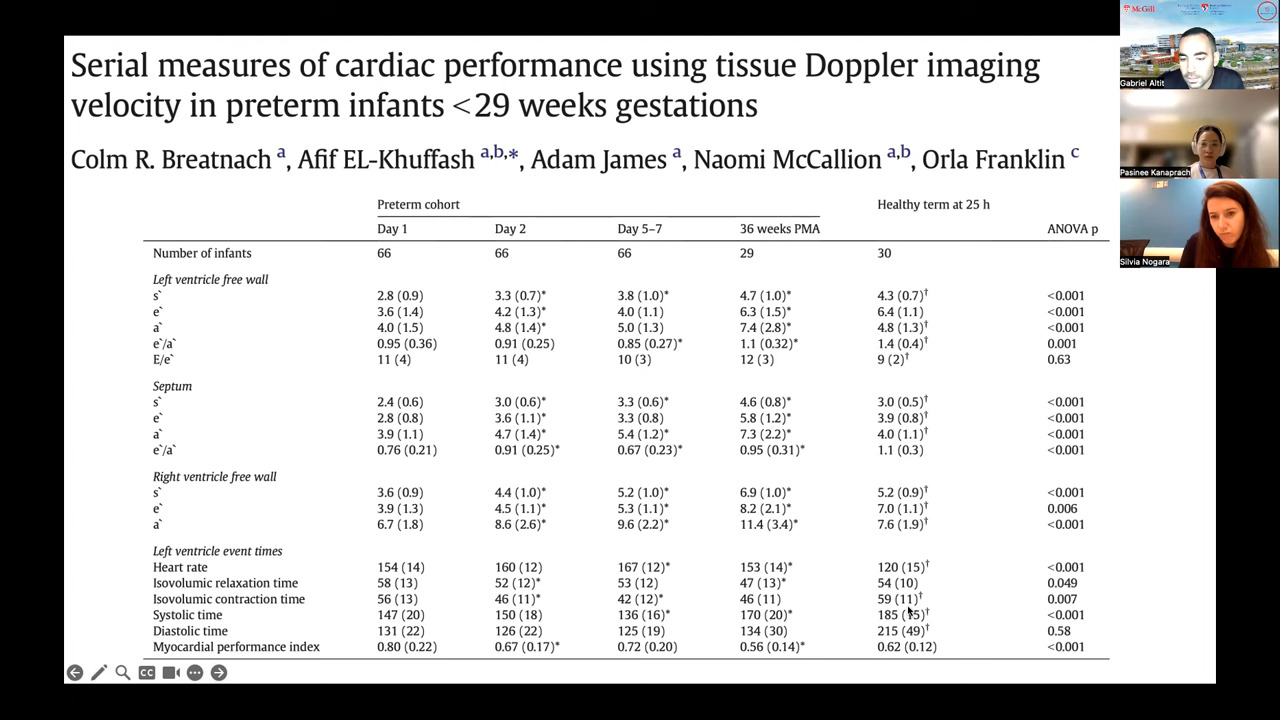 Serial measures of cardiac performance using tissue Doppler imaging
velocity in preterm infants <29 weeks gestations
Colm R. Breatnach a, Afif EL-Khuffash a,b,*, Adam James a, Naomi McCallion a,b, Orla Franklin c
Preterm cohort Healthy term at 25 h
Day 1 Day 2 Day 5–7 36 weeks PMA ANOVA p
Number of infants 66 66 66 29 30
Left ventricle free wall
s` 2.8 (0.9) 3.3 (0.7)* 3.8 (1.0)* 4.7 (1.0)* 4.3 (0.7)† <0.001
e` 3.6 (1.4) 4.2 (1.3)* 4.0 (1.1) 6.3 (1.5)* 6.4 (1.1) <0.001
a` 4.0 (1.5) 4.8 (1.4)* 5.0 (1.3) 7.4 (2.8)* 4.8 (1.3)† <0.001
e`/a` 0.95 (0.36) 0.91 (0.25) 0.85 (0.27)* 1.1 (0.32)* 1.4 (0.4)† 0.001
E/e` 11 (4) 11 (4) 10 (3) 12 (3) 9 (2)† 0.63
Septum
s` 2.4 (0.6) 3.0 (0.6)* 3.3 (0.6)* 4.6 (0.8)* 3.0 (0.5)† <0.001
e` 2.8 (0.8) 3.6 (1.1)* 3.3 (0.8) 5.8 (1.2)* 3.9 (0.8)† <0.001
a` 3.9 (1.1) 4.7 (1.4)* 5.4 (1.2)* 7.3 (2.2)* 4.0 (1.1)† <0.001
e`/a` 0.76 (0.21) 0.91 (0.25)* 0.67 (0.23)* 0.95 (0.31)* 1.1 (0.3) <0.001
Right ventricle free wall
s` 3.6 (0.9) 4.4 (1.0)* 5.2 (1.0)* 6.9 (1.0)* 5.2 (0.9)† <0.001
e` 3.9 (1.3) 4.5 (1.1)* 5.3 (1.1)* 8.2 (2.1)* 7.0 (1.1)† 0.006
a` 6.7 (1.8) 8.6 (2.6)* 9.6 (2.2)* 11.4 (3.4)* 7.6 (1.9)† <0.001
Left ventricle event times
Heart rate 154 (14) 160 (12) 167 (12)* 153 (14)* 120 (15)† <0.001
Isovolumic relaxation time 58 (13) 52 (12)* 53 (12) 47 (13)* 54 (10) 0.049
Isovolumic contraction time 56 (13) 46 (11)* 42 (12)* 46 (11) 59 (11)† 0.007
Systolic time 147 (20) 150 (18) 136 (16)* 170 (20)* 185 (15)† <0.001
Diastolic time 131 (22) 126 (22) 125 (19) 134 (30) 215 (49)† 0.58
Myocardial performance index 0.80 (0.22) 0.67 (0.17)* 0.72 (0.20) 0.56 (0.14)* 0.62 (0.12) <0.001
CC
McGill
Gabriel Altit
Pasinee Kanaprach
Silvia Nogara